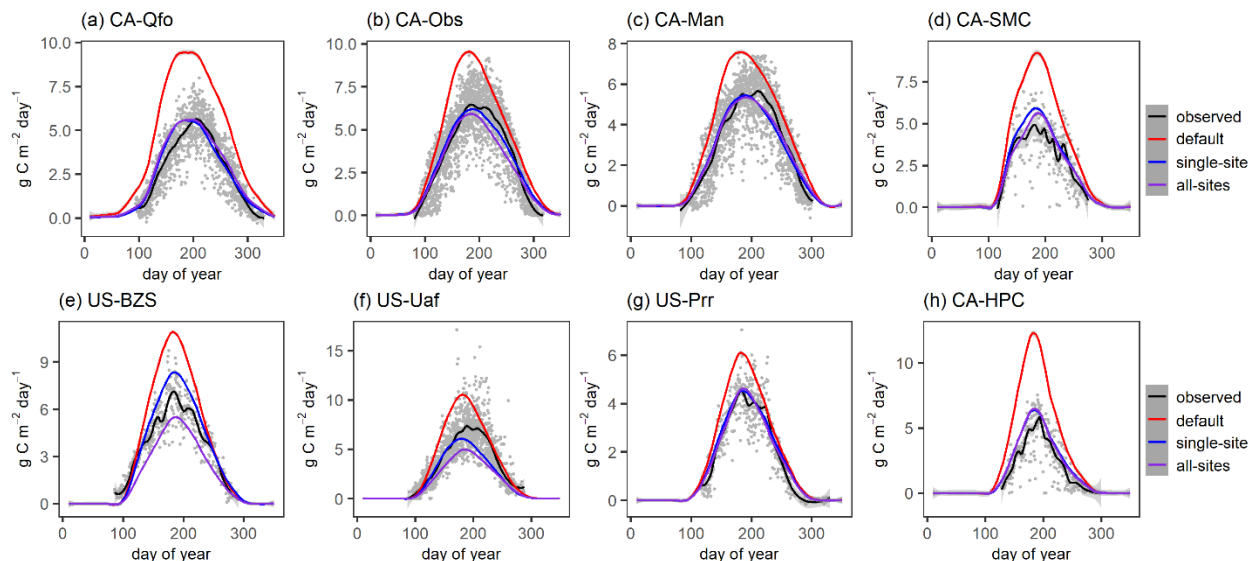 (a) CA-Qfo
(b) CA-Obs
(c) CA-Man
(d) CA-SMC
10.0
7.5
5.0
2.5
0.0
g C m⁻² day⁻¹
0 100 200 300
day of year
10.0
7.5
5.0
2.5
0.0
g C m⁻² day⁻¹
0 100 200 300
day of year
8
6
4
2
0
g C m⁻² day⁻¹
0 100 200 300
day of year
7.5
5.0
2.5
0.0
g C m⁻² day⁻¹
0 100 200 300
day of year
observed
default
single-site
all-sites
(e) US-BZS
(f) US-Uaf
(g) US-Prr
(h) CA-HPC
9
6
3
0
g C m⁻² day⁻¹
0 100 200 300
day of year
15
10
5
0
g C m⁻² day⁻¹
0 100 200 300
day of year
6
4
2
0
g C m⁻² day⁻¹
0 100 200 300
day of year
10
5
0
g C m⁻² day⁻¹
0 100 200 300
day of year
observed
default
single-site
all-sites